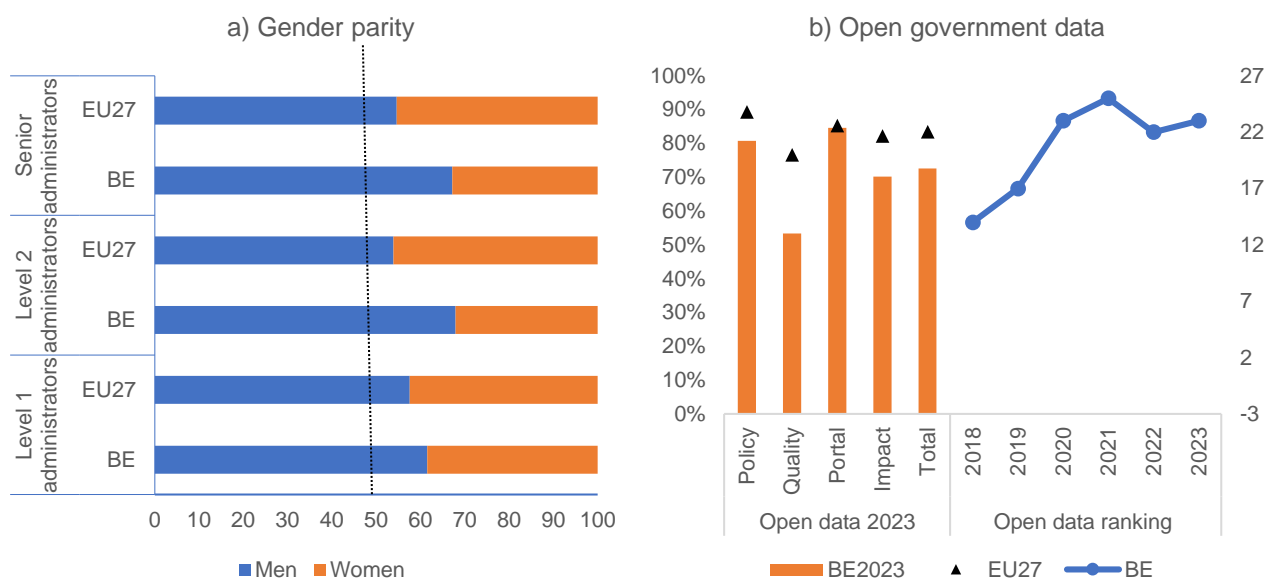 a) Gender parity
Senior
administrators
EU27
BE
Level 2
administrators
EU27
BE
Level 1
administrators
EU27
BE
0 10 20 30 40 50 60 70 80 90 100
Men Women
b) Open government data
100%
90%
80%
70%
60%
50%
40%
30%
20%
10%
0%
27
22
17
12
7
2
-3
Policy
Quality
Portal
Impact
Total
2018
2019
2020
2021
2022
2023
Open data 2023 Open data ranking
BE2023 EU27 BE